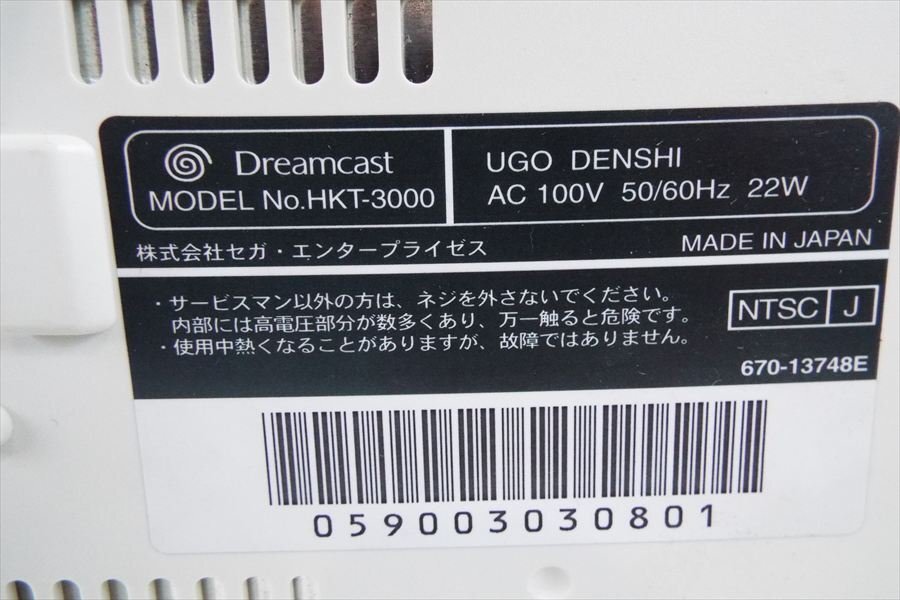 Dreamcast
MODEL No.HKT-3000
UGO DENSHI
AC 100V 50/60Hz 22W
株式会社セガ・エンタープライゼス
MADE IN JAPAN
・サービスマン以外の方は、ネジを外さないでください。
内部には高電圧部分が数多くあり、万一触ると危険です。
・使用中熱くなることがありますが、故障ではありません。
NTSC J
670-13748E
059003030801